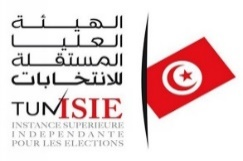 الهيئة
العليا
المستقلة
للانتخابات
TUNISIE
INSTANCE SUPERIEURE
INDEPENDANTE
POUR LES ELECTIONS